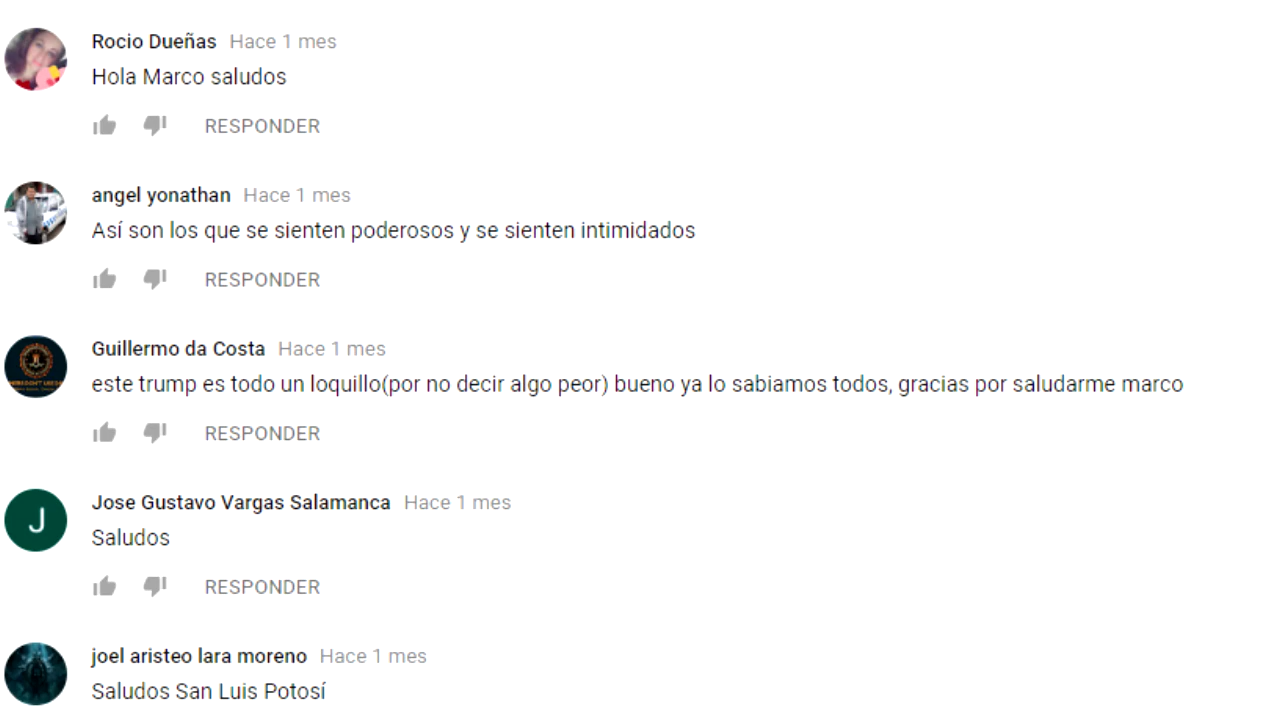 Rocio Dueñas Hace 1 mes
Hola Marco saludos
RESPONDER
angel yonathan Hace 1 mes
Así son los que se sienten poderosos y se sienten intimidados
RESPONDER
Guillermo da Costa Hace 1 mes
este trump es todo un loquillo(por no decir algo peor) bueno ya lo sabiamos todos, gracias por saludarme marco
RESPONDER
J
Jose Gustavo Vargas Salamanca Hace 1 mes
Saludos
RESPONDER
joel aristeo lara moreno Hace 1 mes
Saludos San Luis Potosí